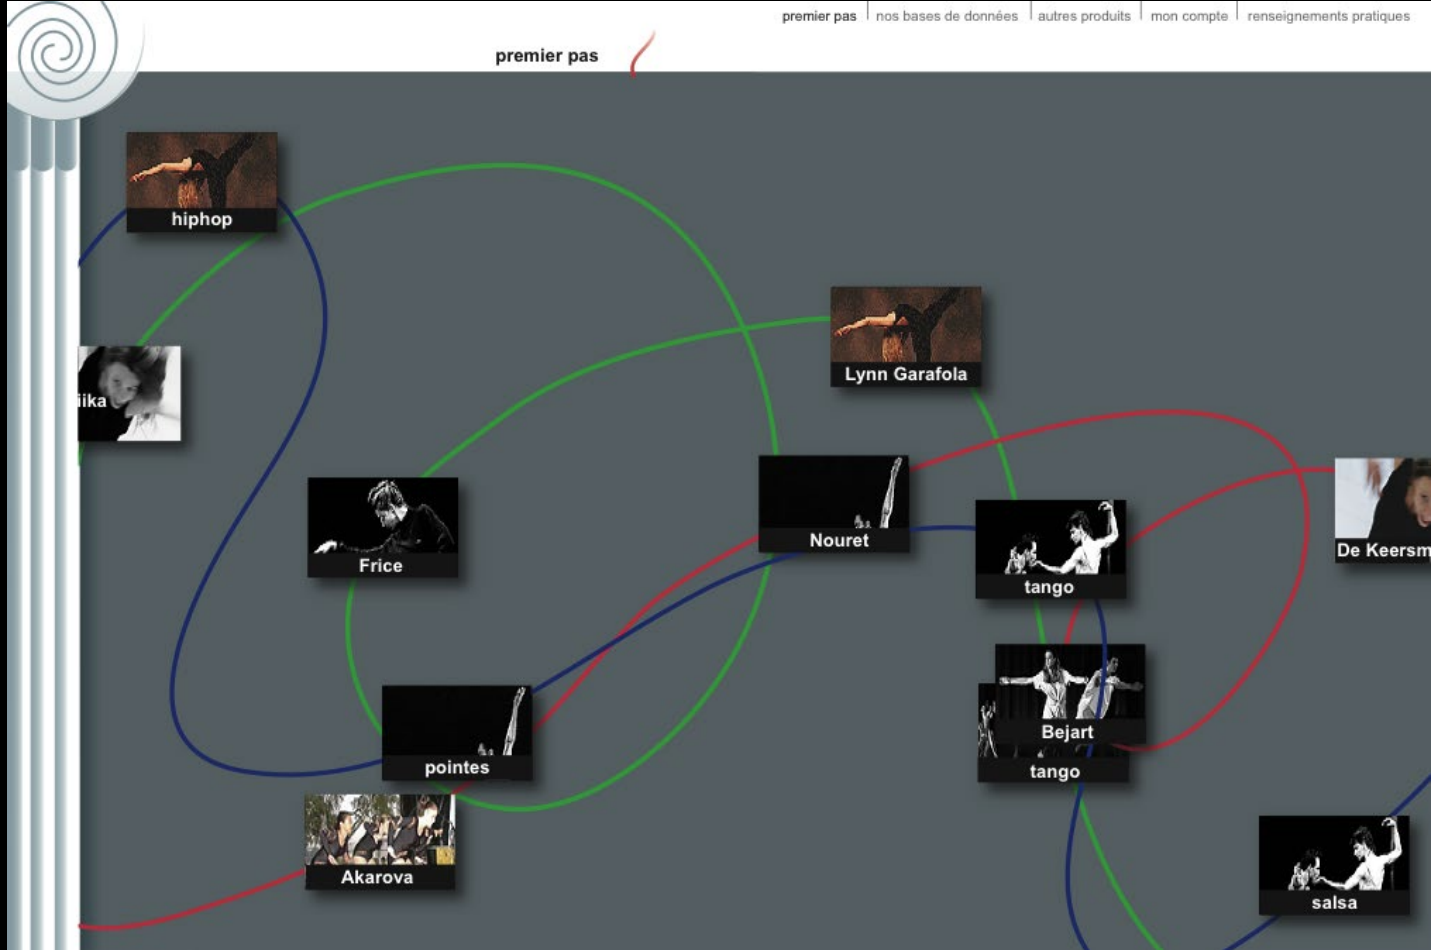 premier pas
nos bases de données
autres produits
mon compte
renseignements pratiques
premier pas
hiphop
Lynn Garafola
iika
Nouret
De Keersm
Frice
tango
Bejart
pointes
tango
Akarova
salsa